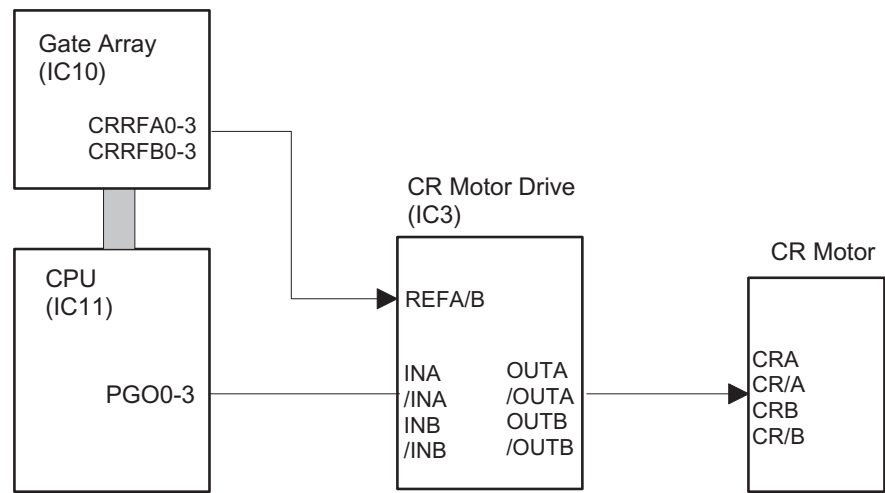 Gate Array
(IC10)
CRRFA0-3
CRRFB0-3
CPU
(IC11)
PGO0-3
CR Motor Drive
(IC3)
REFA/B
INA
/INA
INB
/INB
OUTA
/OUTA
OUTB
/OUTB
CR Motor
CRA
CR/A
CRB
CR/B